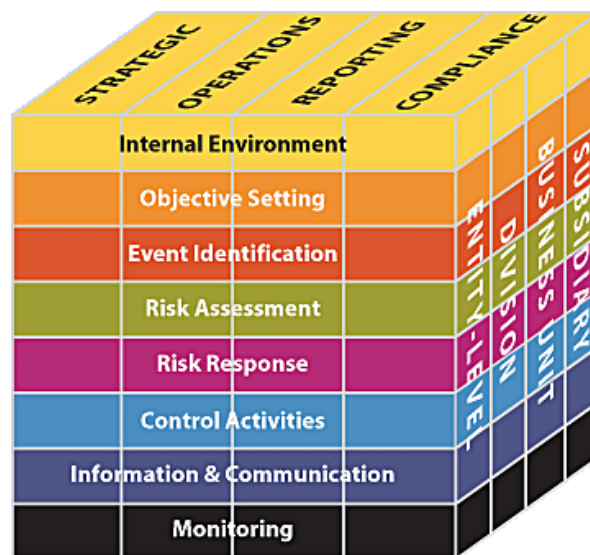 STRATEGIC
OPERATIONS
REPORTING
COMPLIANCE
Internal Environment
Objective Setting
Event Identification
Risk Assessment
Risk Response
Control Activities
Information & Communication
Monitoring
ENTITY-LEVEL
DIVISION
BUSINESS UNIT
SUBSIDIARY